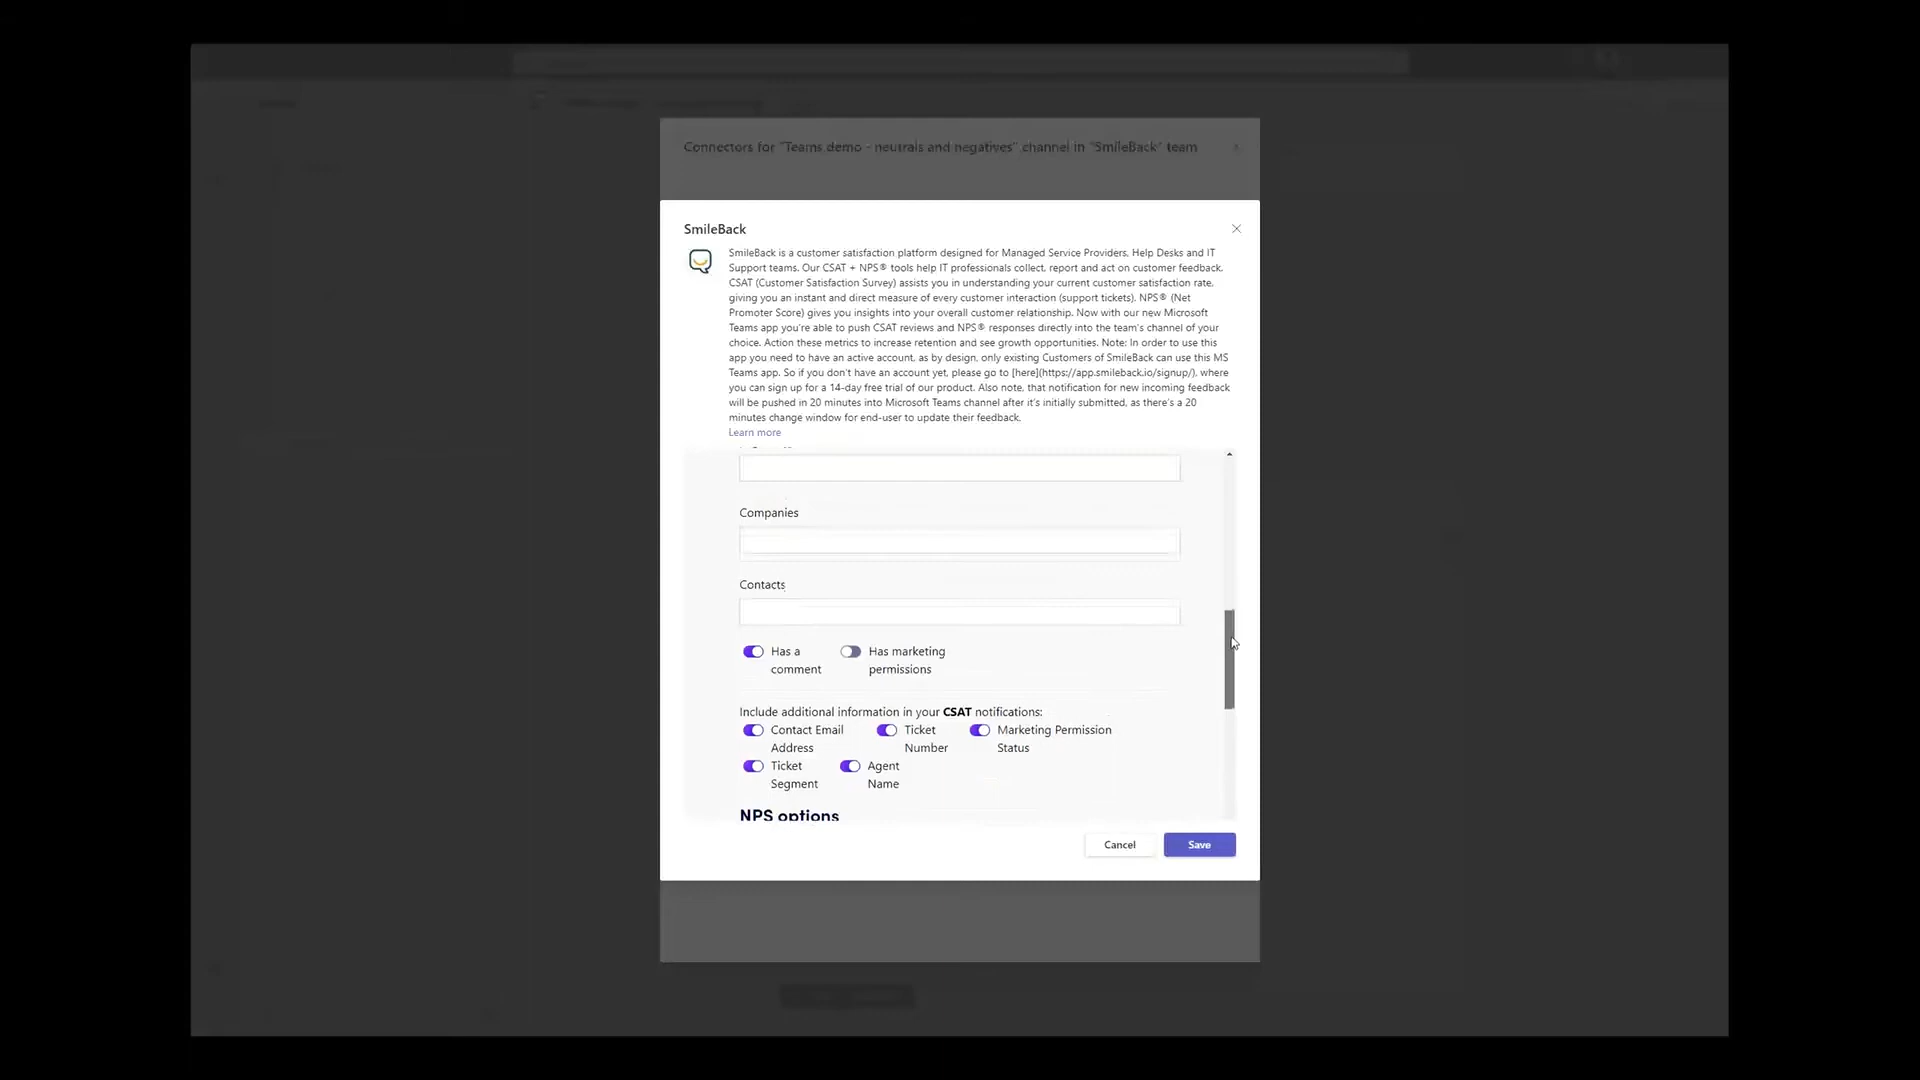 Connectors for "Teams demo - neutrals and negatives" channel in "SmileBack" team
SmileBack
SmileBack is a customer satisfaction platform designed for Managed Service Providers, Help Desks and IT
Support teams. Our CSAT + NPS® tools help IT professionals collect, report and act on customer feedback.
CSAT (Customer Satisfaction Survey) assists you in understanding your current customer satisfaction rate,
giving you an instant and direct measure of every customer interaction (support tickets). NPS® (Net
Promoter Score) gives you insights into your overall customer relationship. Now with our new Microsoft
Teams app you're able to push CSAT reviews and NPS® responses directly into the team's channel of your
choice. Action these metrics to increase retention and see growth opportunities. Note: In order to use this
app you need to have an active account, as by design, only existing Customers of SmileBack can use this MS
Teams app. So if you don't have an account yet, please go to [here](https://app.smileback.io/signup/), where
you can sign up for a 14-day free trial of our product. Also note, that notification for new incoming feedback
will be pushed in 20 minutes into Microsoft Teams channel after it's initially submitted, as there's a 20
minutes change window for end-user to update their feedback.
Learn more
Companies
Contacts
Has a comment
Has marketing permissions
Include additional information in your CSAT notifications:
Contact Email Address
Ticket Number
Marketing Permission Status
Ticket Segment
Agent Name
NPS options
Cancel
Save